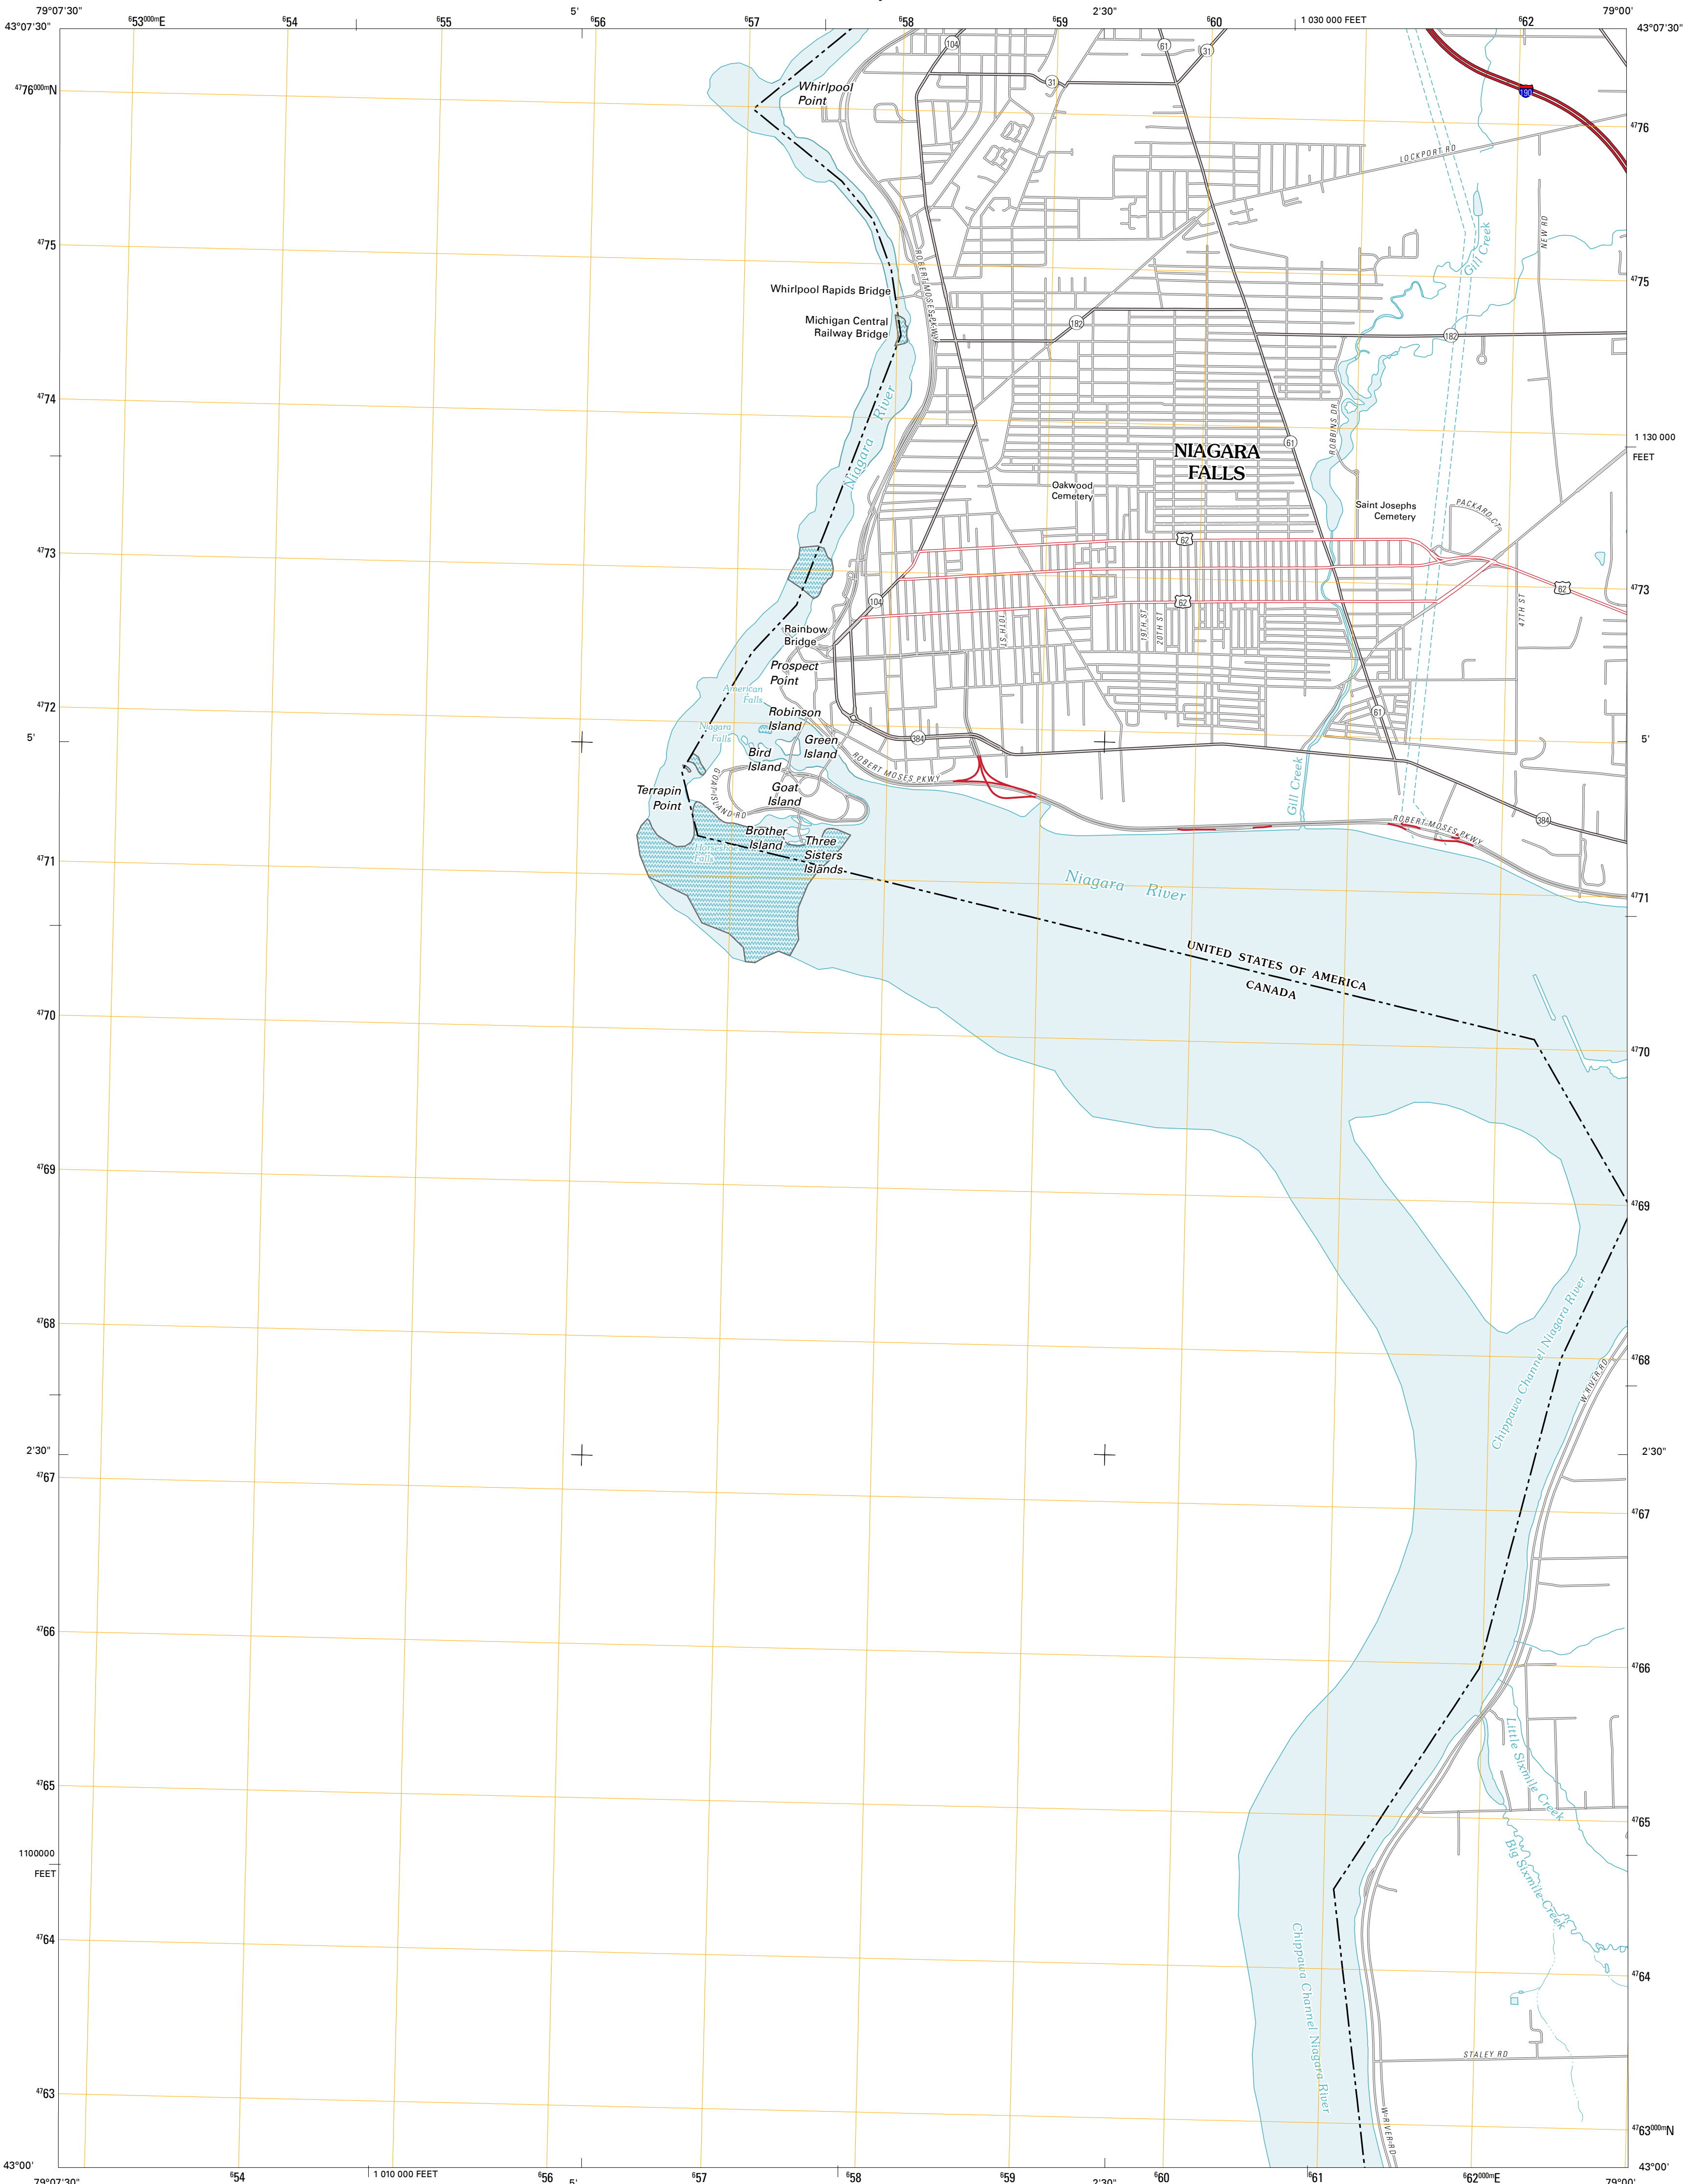 79°07'30"
⁶53⁰⁰⁰ᵐE
⁶54
⁶55
5'
⁶56
⁶57
⁶58
⁶59
2'30"
⁶60
1 030 000 FEET
⁶62
79°00'
43°07'30"
43°07'30"
104
61
31
31
190
Whirlpool
Point
⁴⁷76⁰⁰⁰ᵐN
⁴⁷76
LOCKPORT RD
NEW RD
Gill Creek
ROBERT MOSES PKWY
⁴⁷75
⁴⁷75
Whirlpool Rapids Bridge
Michigan Central
Railway Bridge
182
182
Niagara River
⁴⁷74
ROBBINS DR
61
1 130 000
FEET
NIAGARA
FALLS
Oakwood
Cemetery
Saint Josephs
Cemetery
PACKARD CT
62
⁴⁷73
⁴⁷73
62
62
104
10TH ST
19TH ST
20TH ST
47TH ST
Rainbow
Bridge
Prospect
Point
American
Falls
⁴⁷72
⁴⁷72
Robinson
Island
Niagara
Falls
Green
Island
61
384
5'
5'
Bird
Island
ROBERT MOSES PKWY
Gill Creek
GOAT ISLAND RD
Goat
Island
Terrapin
Point
384
ROBERT MOSES PKWY
Brother
Island
Three
Sisters
Islands
Horseshoe
Falls
⁴⁷71
⁴⁷71
Niagara River
UNITED STATES OF AMERICA
CANADA
⁴⁷70
⁴⁷70
⁴⁷69
⁴⁷69
⁴⁷68
⁴⁷68
Chippawa Channel Niagara River
W RIVER RD
2'30"
2'30"
⁴⁷67
⁴⁷67
⁴⁷66
⁴⁷66
Little Sixmile Creek
⁴⁷65
⁴⁷65
Big Sixmile Creek
1100000
FEET
⁴⁷64
⁴⁷64
Chippawa Channel Niagara River
STALEY RD
⁴⁷63
⁴⁷63⁰⁰⁰ᵐN
W RIVER RD
43°00'
43°00'
79°07'30"
⁶54
1 010 000 FEET
⁶56
5'
⁶57
⁶58
⁶59
2'30"
⁶60
⁶61
⁶62⁰⁰⁰ᵐE
79°00'